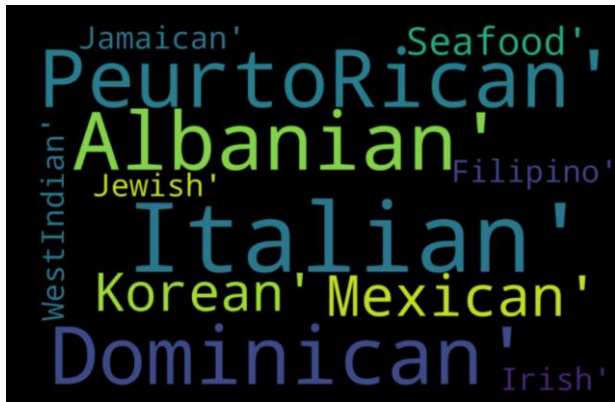 Jamaican'
Seafood'
PeurtoRican'
Albanian'
Filipino'
Jewish'
WestIndian'
Italian'
Korean'
Mexican'
Dominican'
Irish'